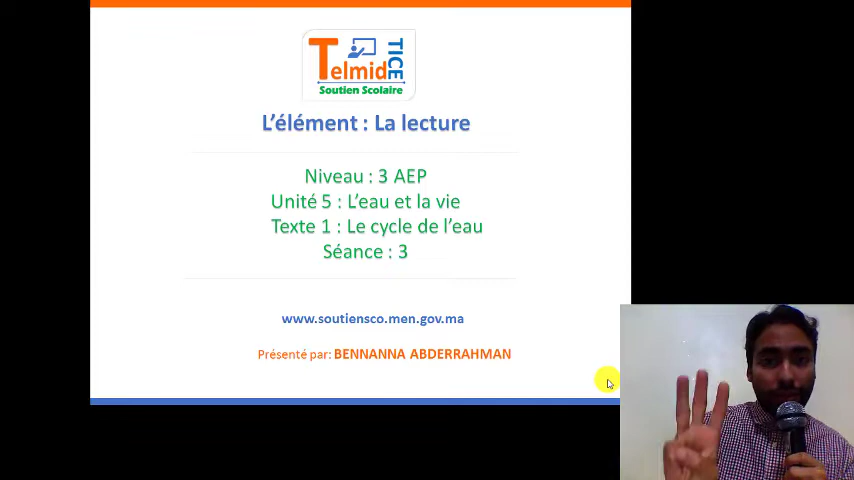 Telmid TICE
Soutien Scolaire
L'élément : La lecture
Niveau : 3 AEP
Unité 5 : L'eau et la vie
Texte 1 : Le cycle de l'eau
Séance : 3
www.soutiensco.men.gov.ma
Présenté par: BENNANNA ABDERRAHMAN